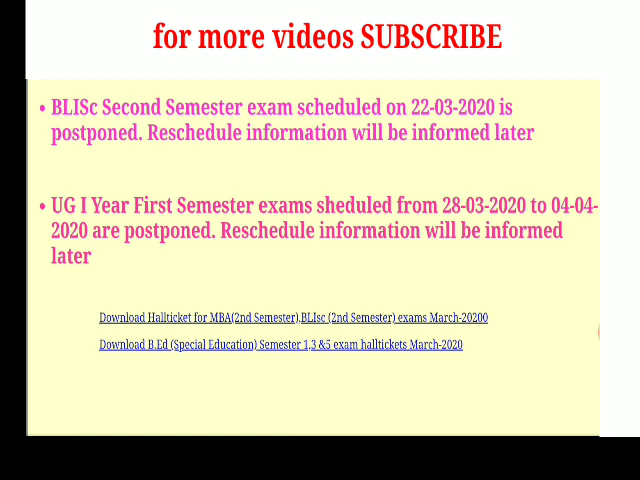 for more videos SUBSCRIBE
• BLISc Second Semester exam scheduled on 22-03-2020 is
postponed. Reschedule information will be informed later
• UG I Year First Semester exams sheduled from 28-03-2020 to 04-04-
2020 are postponed. Reschedule information will be informed
later
Download Hallticket for MBA(2nd Semester),BLIsc (2nd Semester) exams March-20200
Download B.Ed (Special Education) Semester 1,3 &5 exam halltickets March-2020